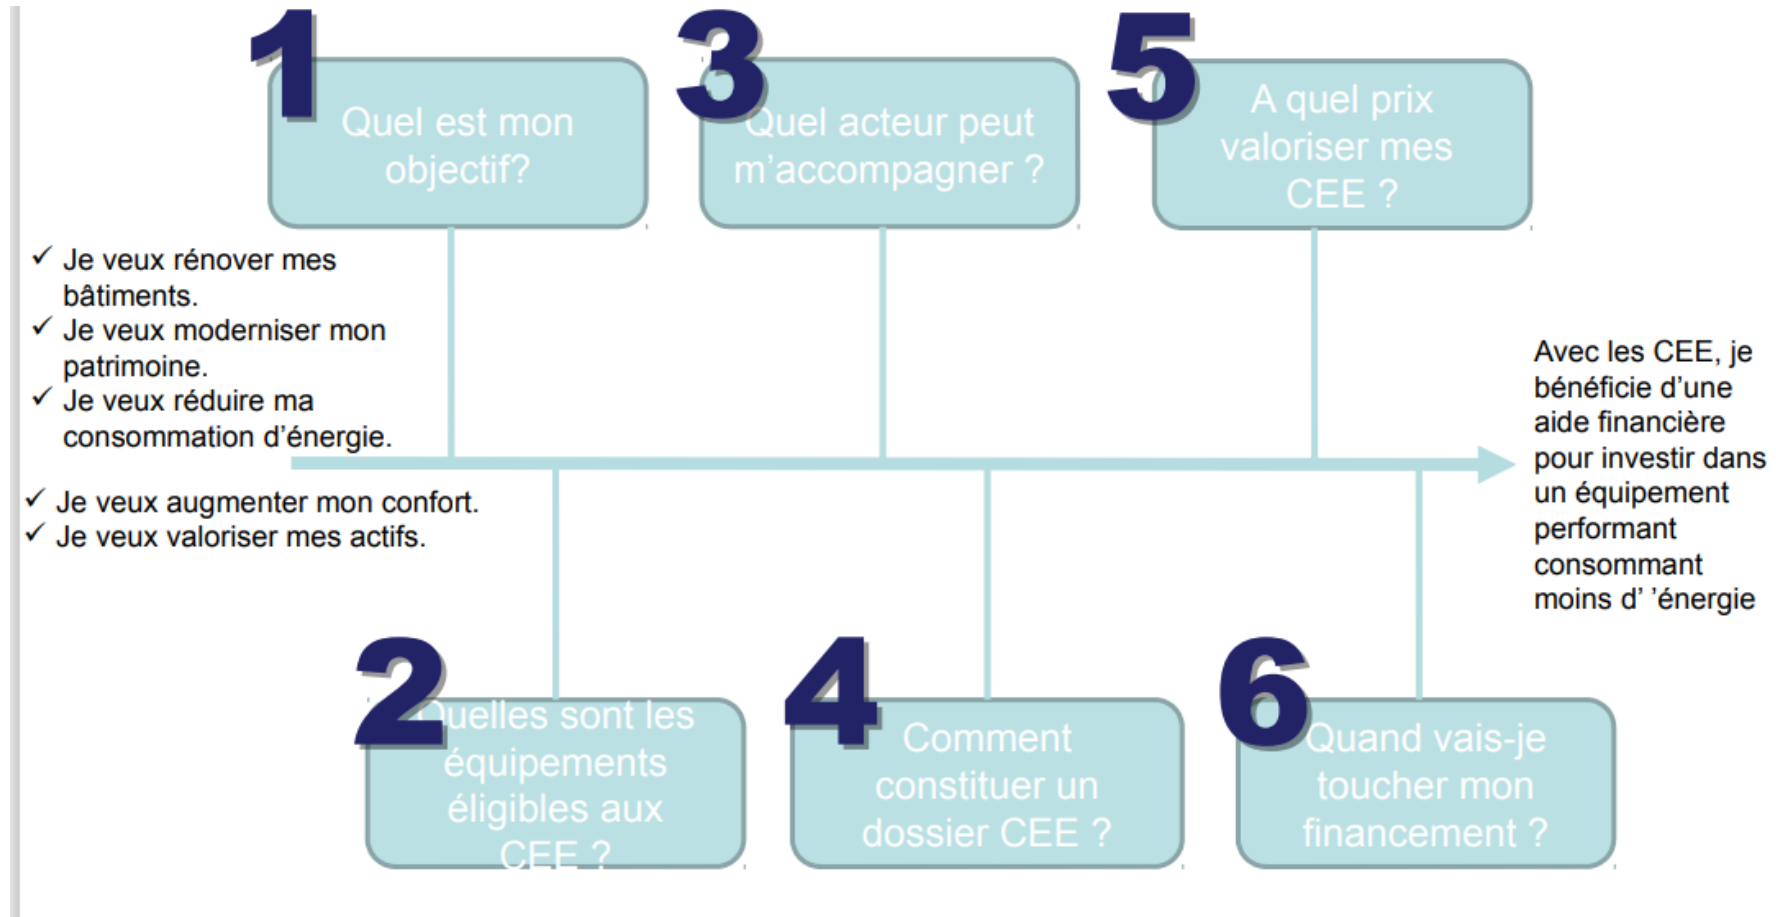 1
Quel est mon
objectif?
3
Quel acteur peut
m’accompagner ?
5
A quel prix
valoriser mes
CEE ?
✓ Je veux rénover mes
bâtiments.
✓ Je veux moderniser mon
patrimoine.
✓ Je veux réduire ma
consommation d’énergie.
✓ Je veux augmenter mon confort.
✓ Je veux valoriser mes actifs.
Avec les CEE, je
bénéficie d’une
aide financière
pour investir dans
un équipement
performant
consommant
moins d’ ’énergie
2
Quelles sont les
équipements
éligibles aux
CEE ?
4
Comment
constituer un
dossier CEE ?
6
Quand vais-je
toucher mon
financement ?